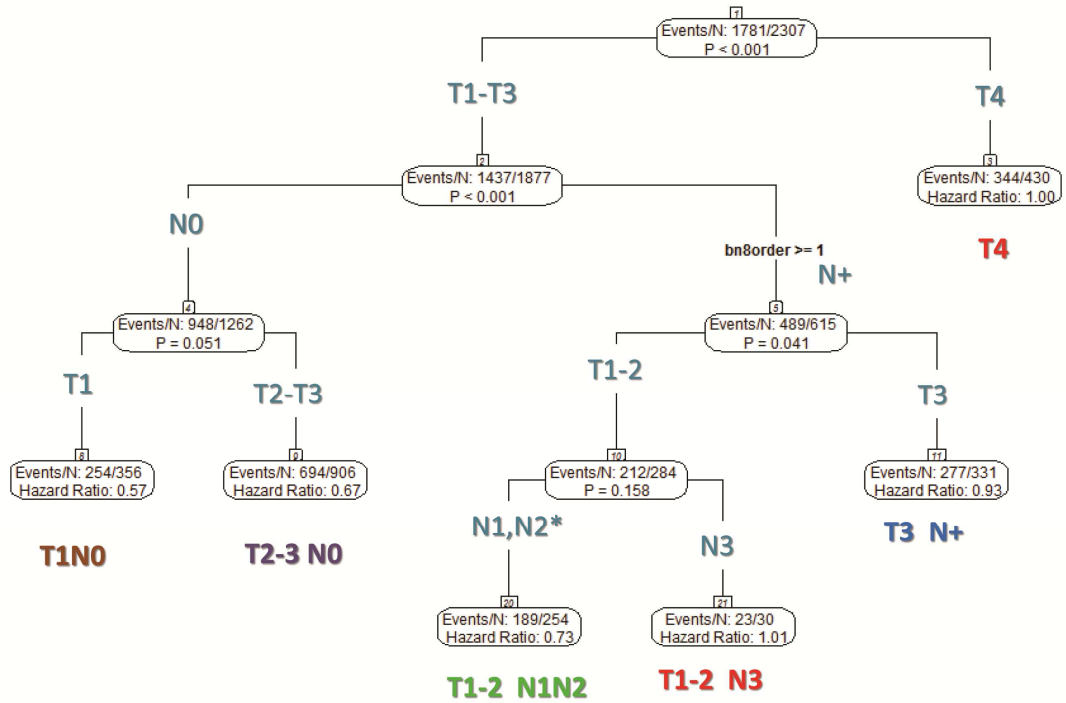 1
Events/N: 1781/2307
P < 0.001
T1-T3
T4
2
Events/N: 1437/1877
P < 0.001
3
Events/N: 344/430
Hazard Ratio: 1.00
T4
N0
bn8order >= 1
N+
4
Events/N: 948/1262
P = 0.051
5
Events/N: 489/615
P = 0.041
T1
T2-T3
T1-2
T3
8
Events/N: 254/356
Hazard Ratio: 0.57
9
Events/N: 694/906
Hazard Ratio: 0.67
10
Events/N: 212/284
P = 0.158
11
Events/N: 277/331
Hazard Ratio: 0.93
T1N0
T2-3 N0
N1,N2*
N3
T3 N+
20
Events/N: 189/254
Hazard Ratio: 0.73
21
Events/N: 23/30
Hazard Ratio: 1.01
T1-2 N1N2
T1-2 N3